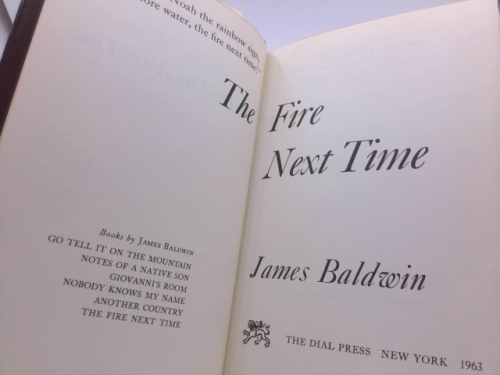 Noah the rainbow sign,
ore water, the fire next time!"
The Fire
Next Time
Books by JAMES BALDWIN
GO TELL IT ON THE MOUNTAIN
NOTES OF A NATIVE SON
GIOVANNI'S ROOM
NOBODY KNOWS MY NAME
ANOTHER COUNTRY
THE FIRE NEXT TIME
James Baldwin
THE DIAL PRESS NEW YORK 1963